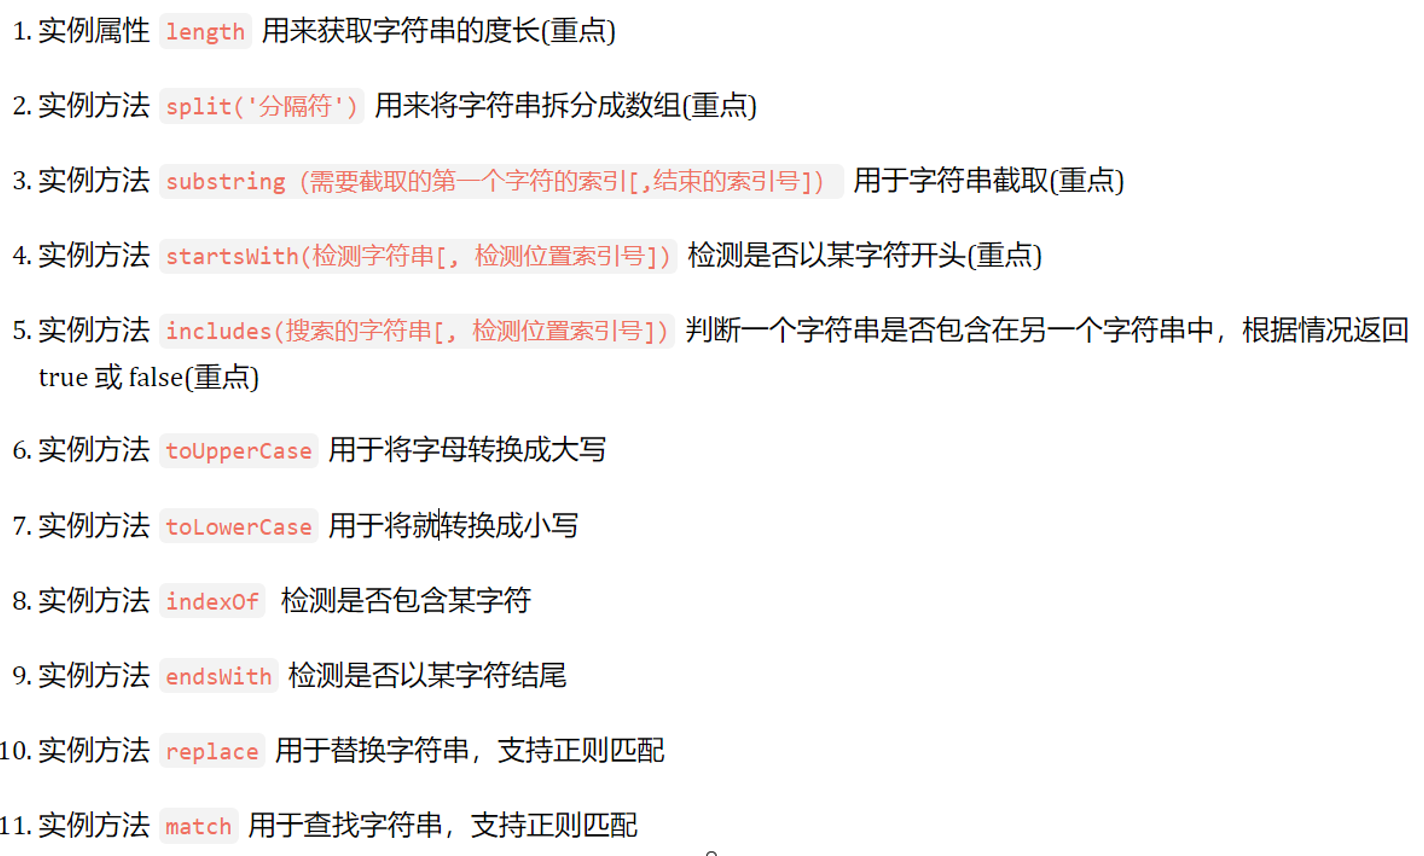 1. 实例属性 length 用来获取字符串的度长(重点)
2. 实例方法 split('分隔符') 用来将字符串拆分成数组(重点)
3. 实例方法 substring（需要截取的第一个字符的索引[,结束的索引号]） 用于字符串截取(重点)
4. 实例方法 startsWith(检测字符串[, 检测位置索引号]) 检测是否以某字符开头(重点)
5. 实例方法 includes(搜索的字符串[, 检测位置索引号]) 判断一个字符串是否包含在另一个字符串中，根据情况返回
true 或 false(重点)
6. 实例方法 toUpperCase 用于将字母转换成大写
7. 实例方法 toLowerCase 用于将就转换成小写
8. 实例方法 indexOf 检测是否包含某字符
9. 实例方法 endsWith 检测是否以某字符结尾
10. 实例方法 replace 用于替换字符串，支持正则匹配
11. 实例方法 match 用于查找字符串，支持正则匹配